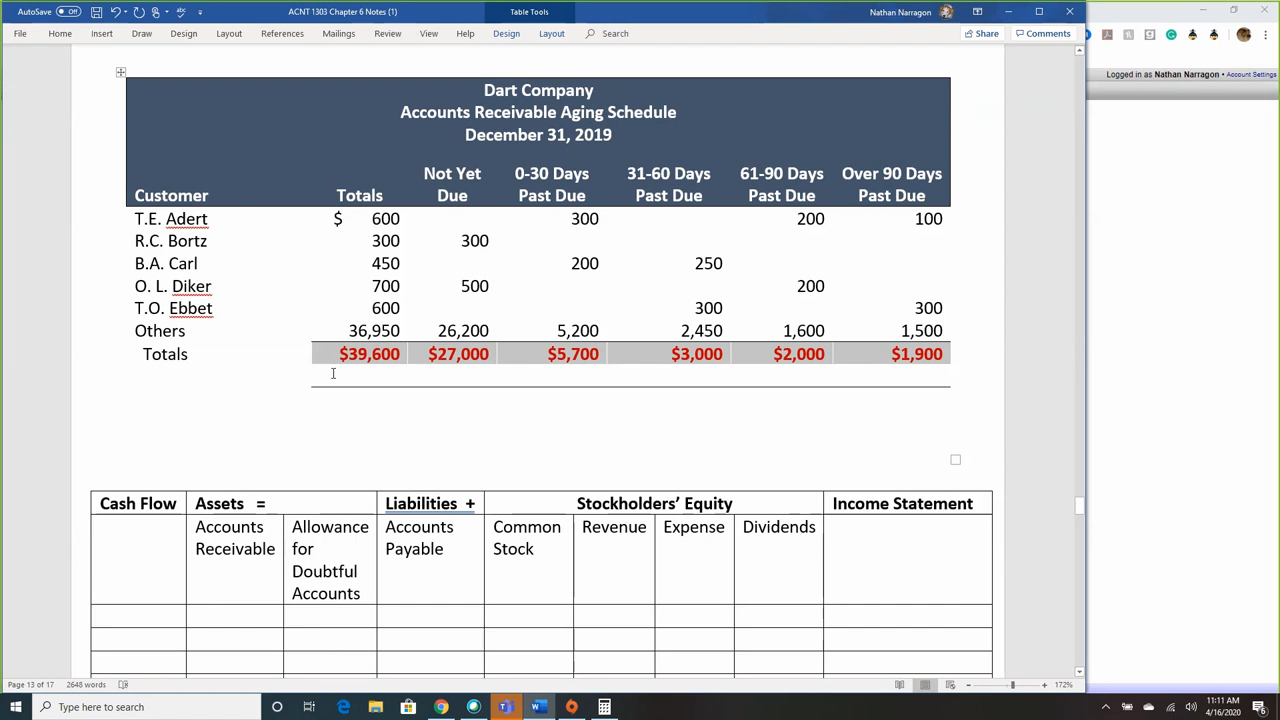 AutoSave Off ACNT 1303 Chapter 6 Notes (1) Table Tools Nathan Narragon
File Home Insert Draw Design Layout References Mailings Review View Help Design Layout Search Share Comments
Logged in as Nathan Narragon • Account Settings
Dart Company
Accounts Receivable Aging Schedule
December 31, 2019
Not Yet 0-30 Days 31-60 Days 61-90 Days Over 90 Days
Customer Totals Due Past Due Past Due Past Due Past Due
T.E. Adert $ 600 300 200 100
R.C. Bortz 300 300
B.A. Carl 450 200 250
O. L. Diker 700 500 200
T.O. Ebbet 600 300 300
Others 36,950 26,200 5,200 2,450 1,600 1,500
Totals $39,600 $27,000 $5,700 $3,000 $2,000 $1,900
Cash Flow Assets = Liabilities + Stockholders’ Equity Income Statement
Accounts Allowance Accounts Common Revenue Expense Dividends
Receivable for Payable Stock
Doubtful
Accounts
Page 13 of 17 2648 words 172%
Type here to search 11:11 AM
4/16/2020